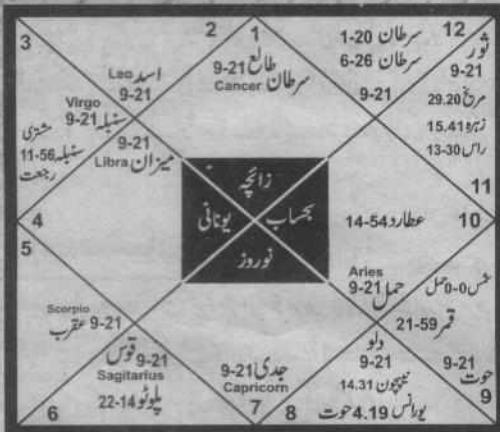 3
2
1
12
اسد Leo
9-21
9-21 طالع
سرطان Cancer
سرطان 1-20
سرطان 6-26
9-21
ثور
9-21
مریخ 29.20
زہرہ 15.41
راس 13-30
Virgo
سنبلہ 9-21
مشتری
سنبلہ 11-56
رجعت
9-21
میزان Libra
زائچہ
بحساب یونانی
نوروز
11
10
4
5
عطارد 14-54
Aries
حمل 9-21
شمس 0-0 حمل
قمر 21-59
Scorpio
9-21 عقرب
9-21 قوس
Sagitarius
پلوٹو 22-14
9-21 جدی
Capricorn
دلو
9-21
نیپچون 14.31
یورانس 4.19 حوت
9-21
حوت
6
7
8
9